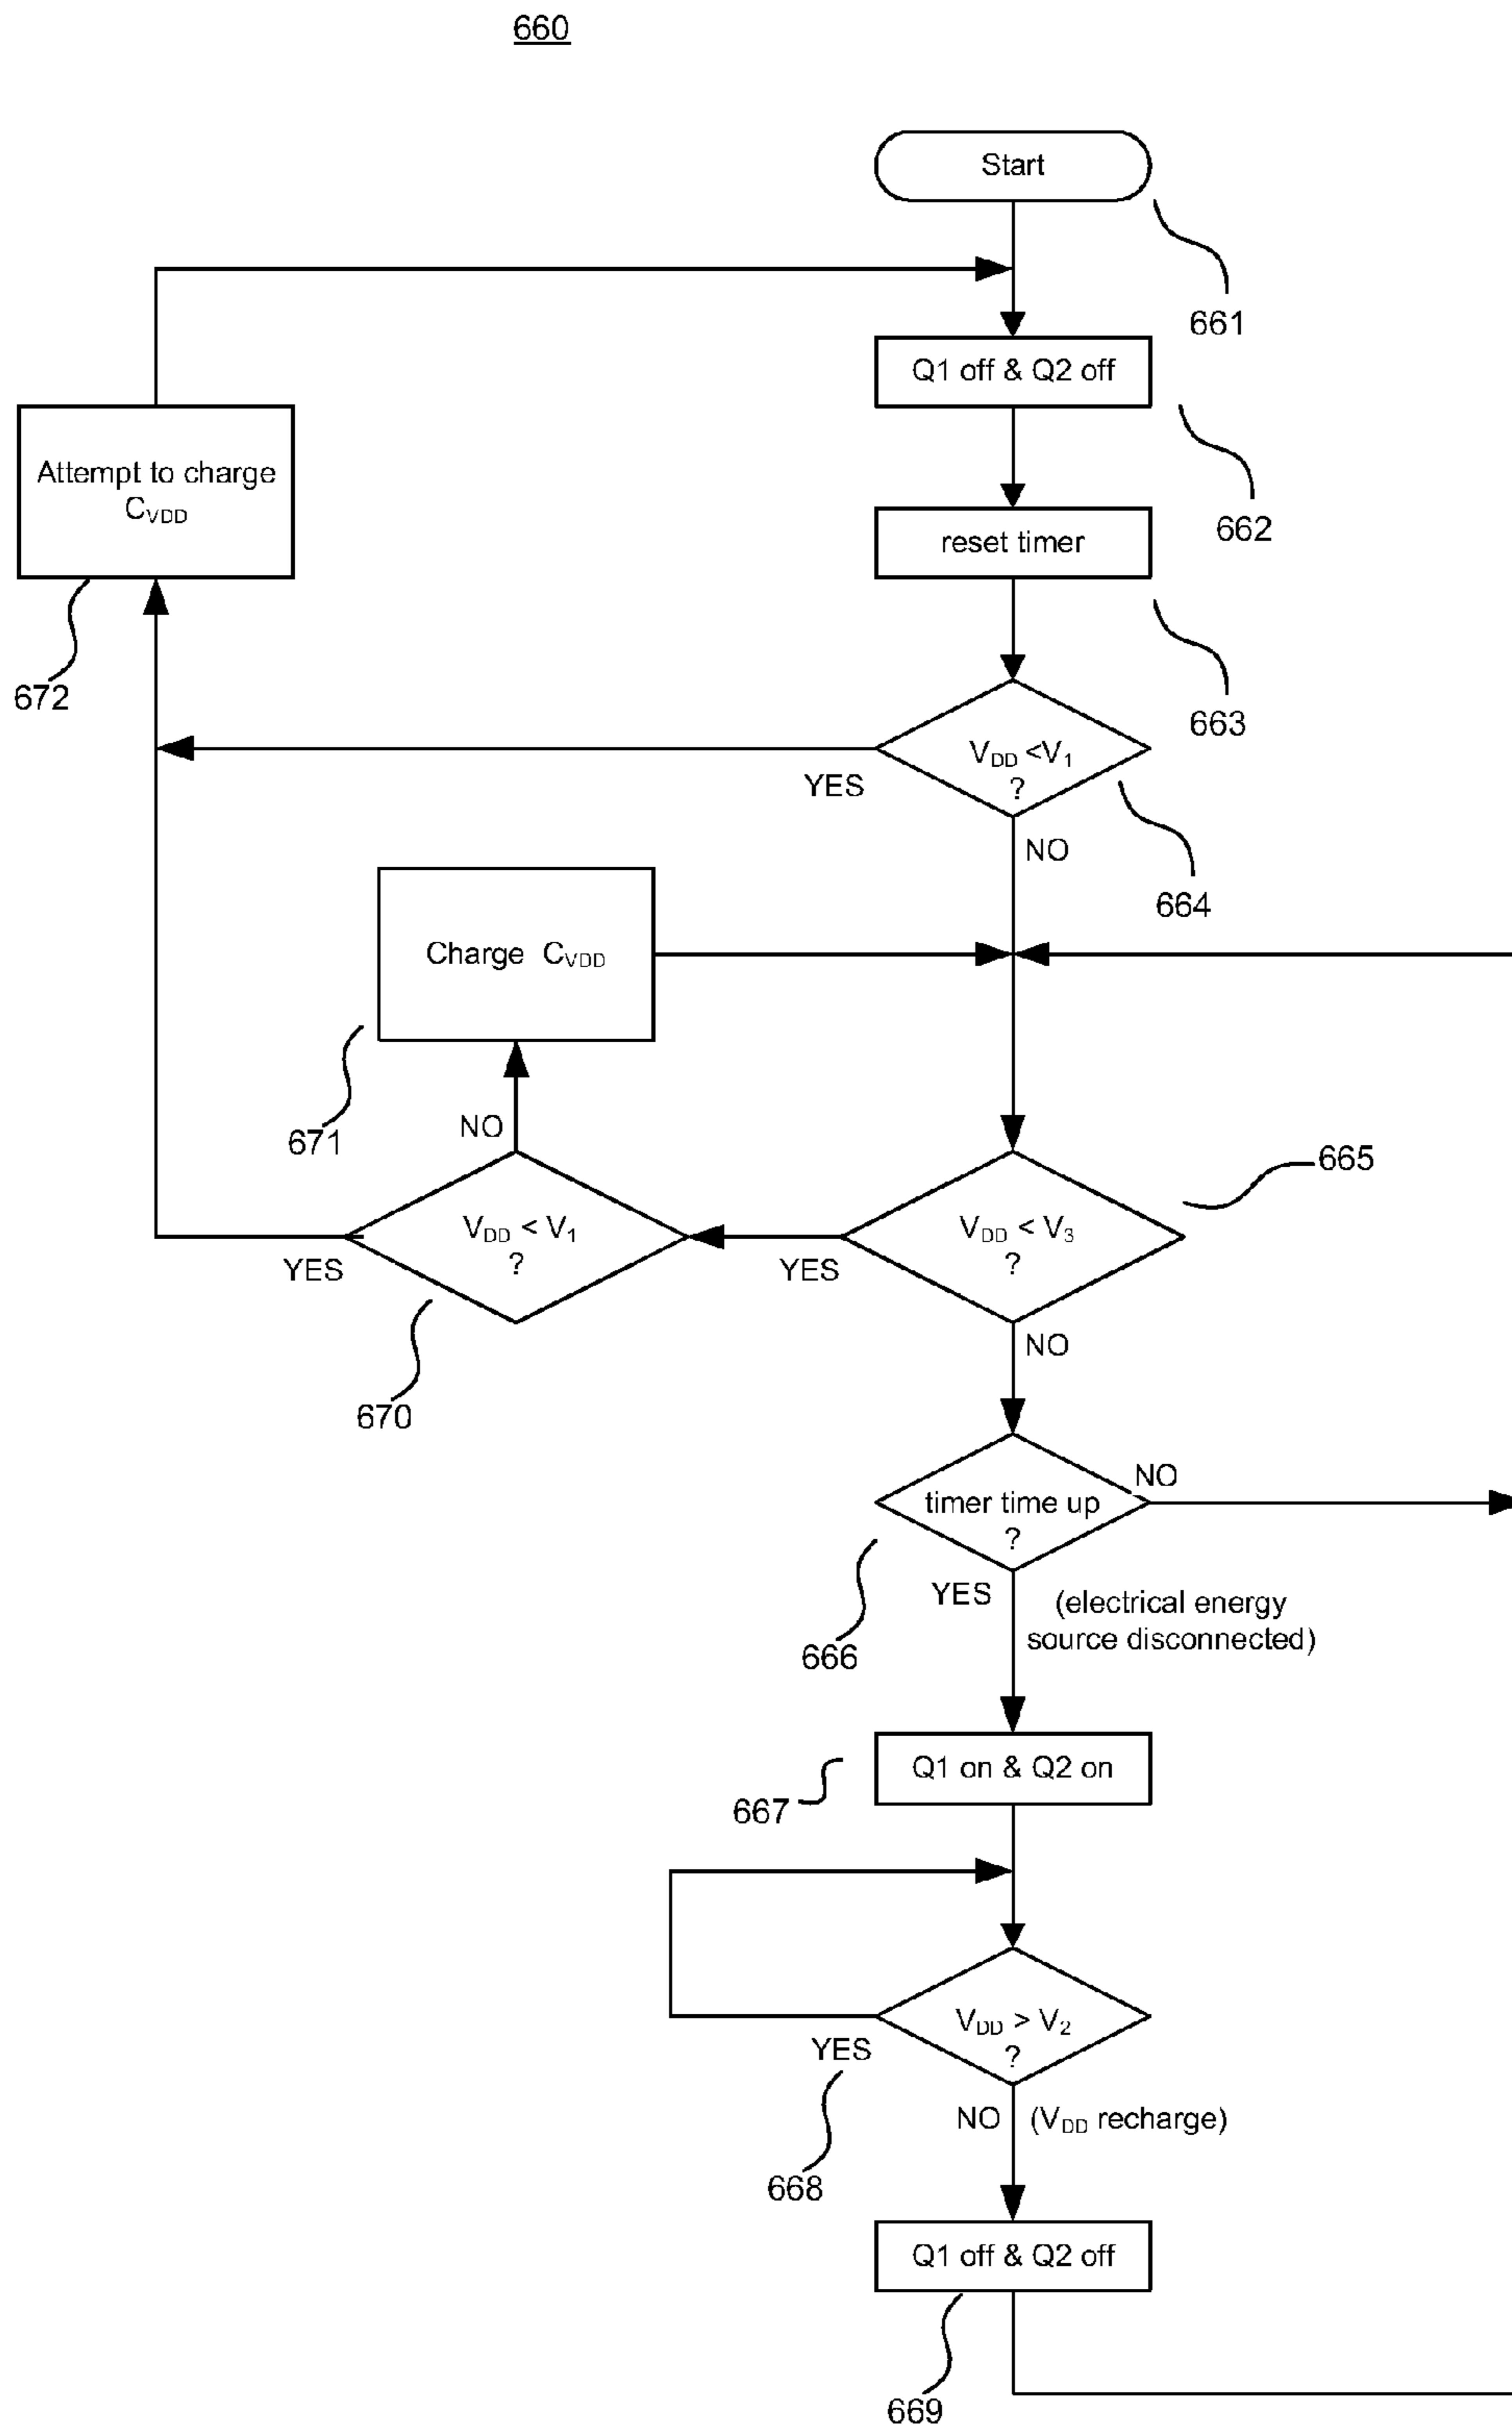 660
Start
661
Q1 off & Q2 off
662
Attempt to charge
CVDD
672
reset timer
663
VDD <V1
?
YES
NO
664
Charge CVDD
671
NO
VDD < V1
?
YES
670
VDD < V3
?
YES
NO
665
timer time up
?
NO
YES
666
(electrical energy
source disconnected)
Q1 on & Q2 on
667
VDD > V2
?
YES
668
NO (VDD recharge)
Q1 off & Q2 off
669